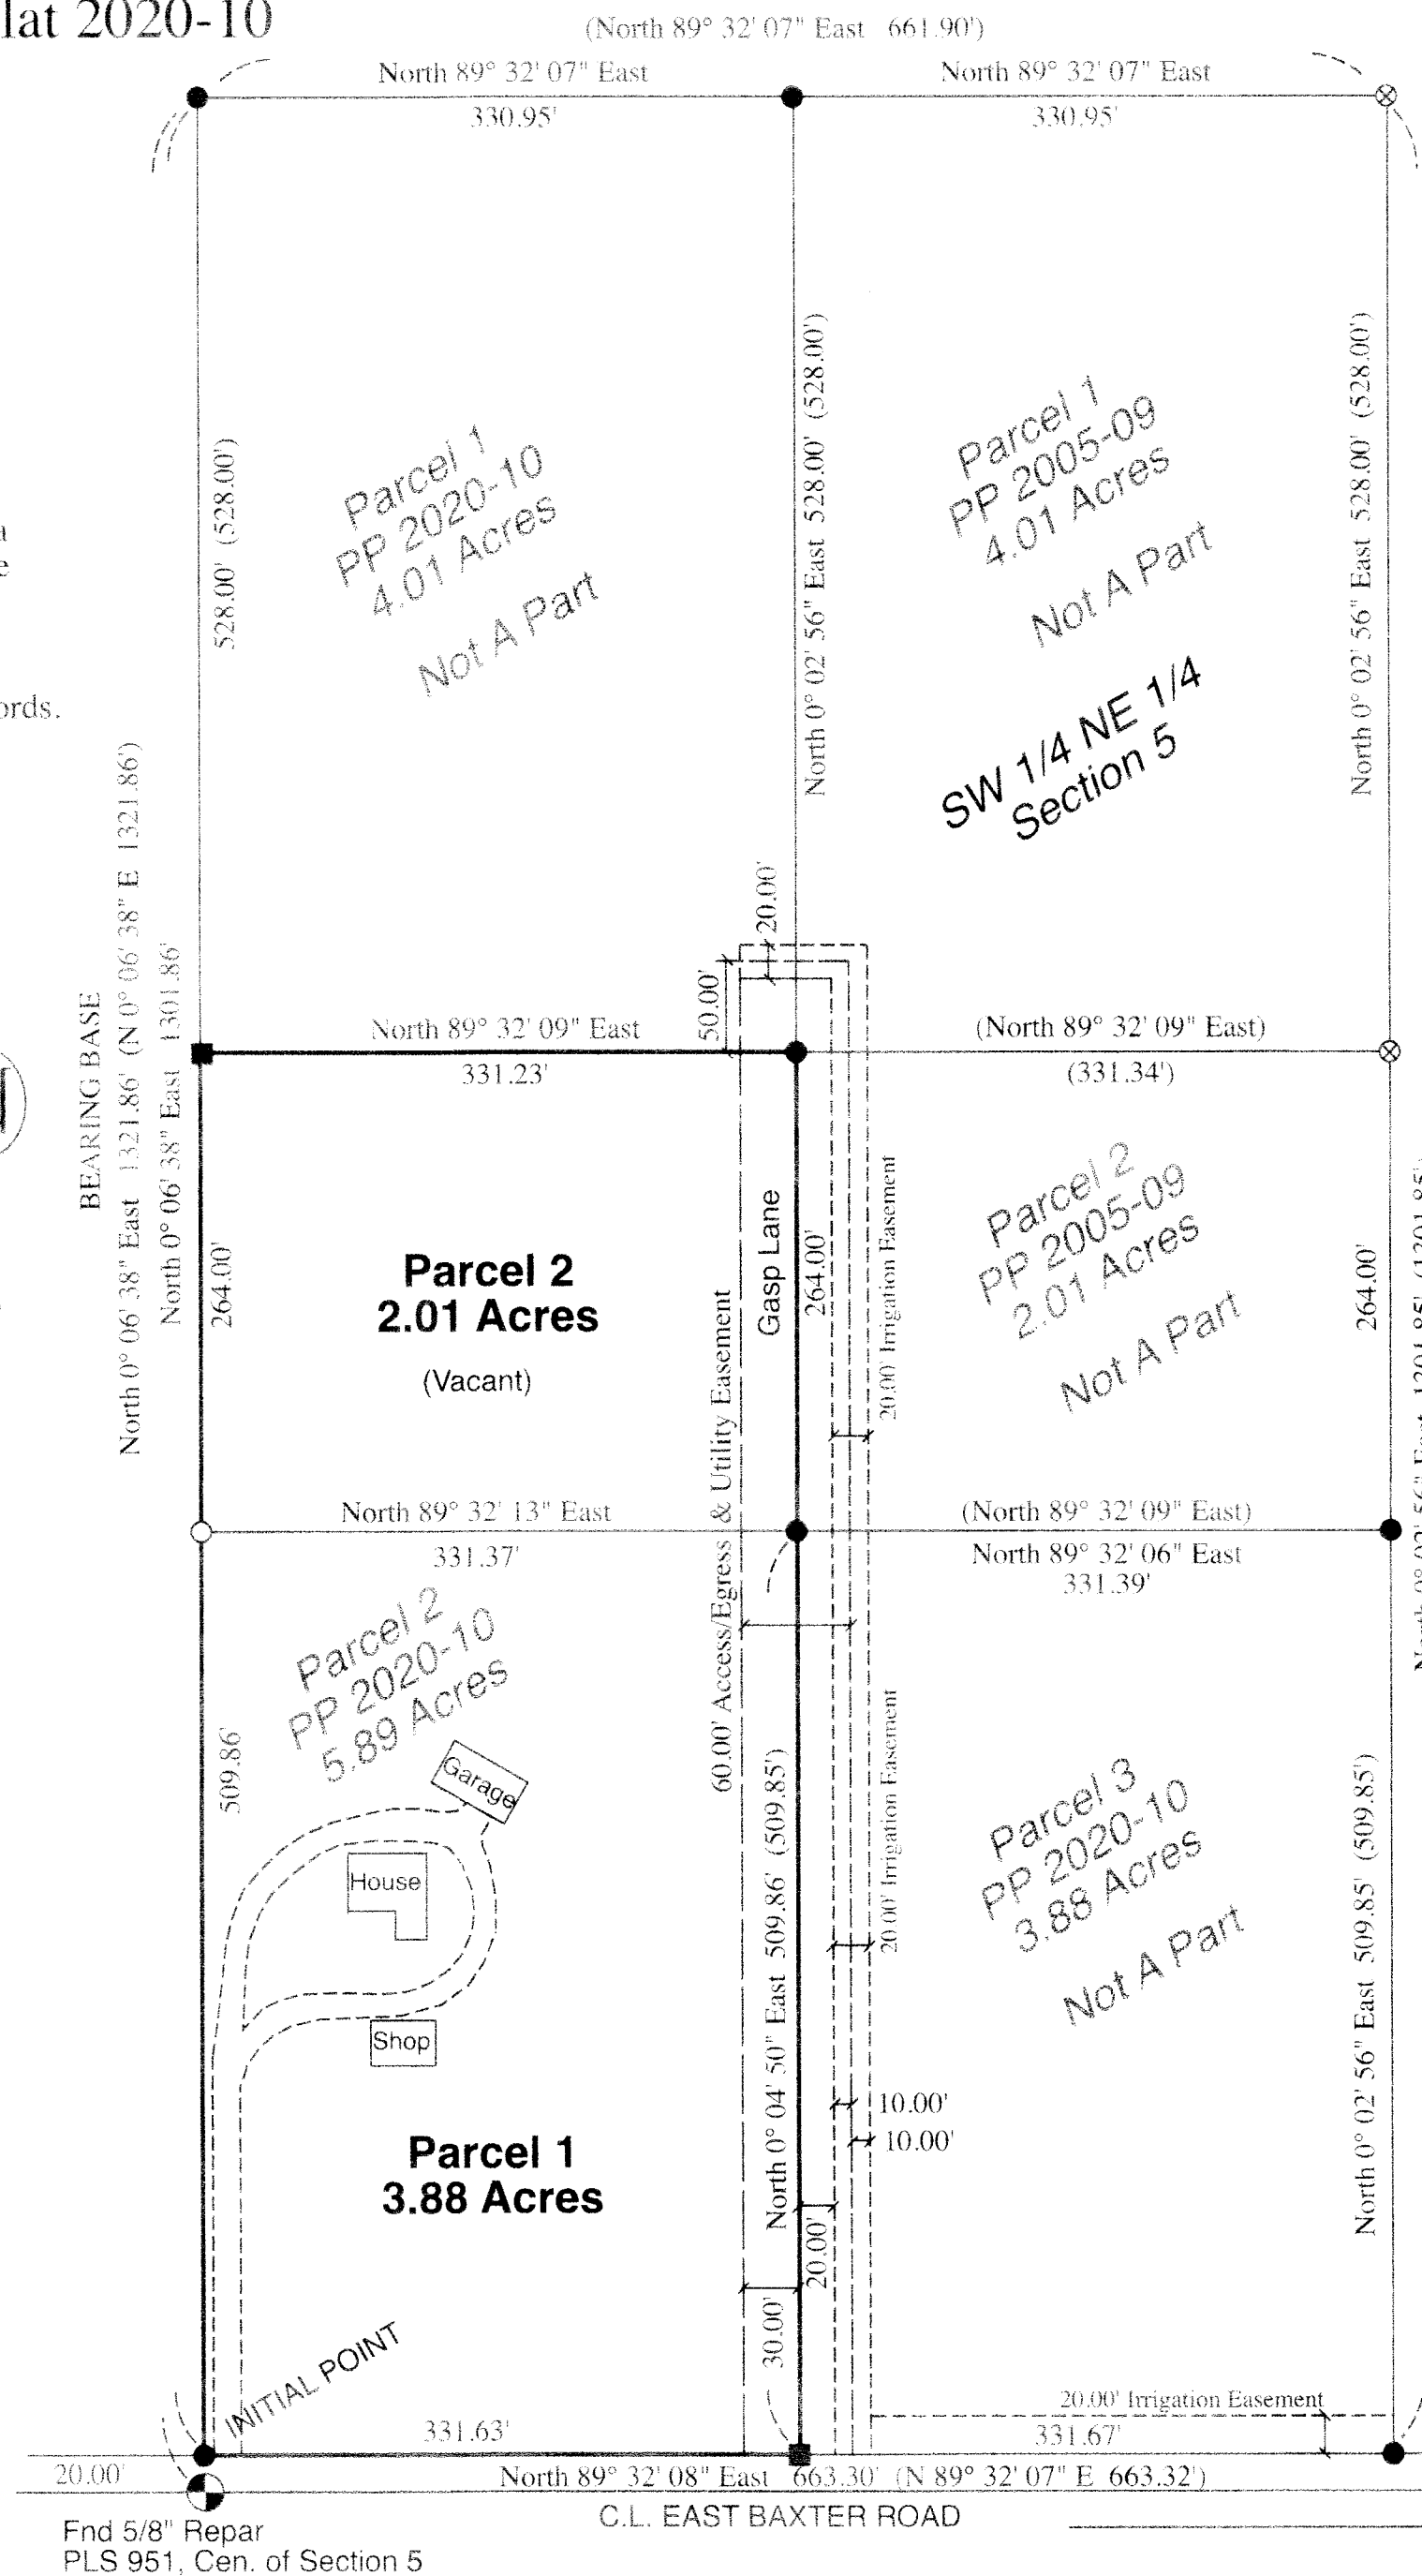 lat 2020-10
(North 89° 32' 07" East 661.90')
North 89° 32' 07" East
North 89° 32' 07" East
330.95'
330.95'
528.00' (528.00')
North 0° 02' 56" East 528.00' (528.00')
North 0° 02' 56" East 528.00' (528.00')
Parcel 1
PP 2020-10
4.01 Acres
Not A Part
Parcel 1
PP 2005-09
4.01 Acres
Not A Part
SW 1/4 NE 1/4
Section 5
a
e
ords.
BEARING BASE
North 0° 06' 38" East 1321.86' (N 0° 06' 38" E 1321.86')
North 0° 06' 38" East 1301.86'
20.00'
50.00'
North 89° 32' 09" East
331.23'
(North 89° 32' 09" East)
(331.34')
264.00'
Parcel 2
2.01 Acres
(Vacant)
Gasp Lane
264.00'
20.00' Irrigation Easement
Parcel 2
PP 2005-09
2.01 Acres
Not A Part
264.00'
60.00' Access/Egress & Utility Easement
North 89° 32' 13" East
331.37'
(North 89° 32' 09" East)
North 89° 32' 06" East
331.39'
Parcel 2
PP 2020-10
5.89 Acres
509.86'
Garage
House
Shop
North 0° 04' 50" East 509.86' (509.85')
20.00' Irrigation Easement
Parcel 3
PP 2020-10
3.88 Acres
Not A Part
North 0° 02' 56" East 509.85' (509.85')
10.00'
10.00'
Parcel 1
3.88 Acres
20.00'
30.00'
INITIAL POINT
331.63'
20.00' Irrigation Easement
331.67'
20.00'
North 89° 32' 08" East 663.30' (N 89° 32' 07" E 663.32')
C.L. EAST BAXTER ROAD
Fnd 5/8" Repar
PLS 951, Cen. of Section 5